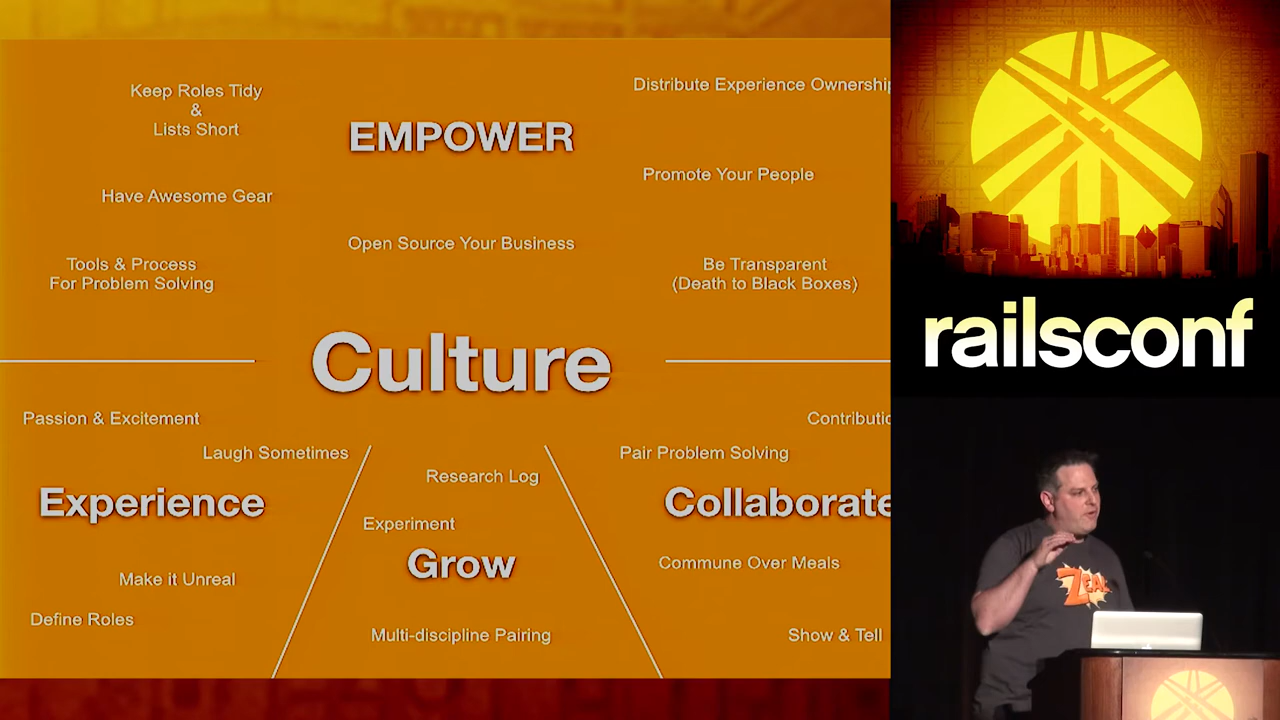 Keep Roles Tidy
&
Lists Short
EMPOWER
Distribute Experience Ownership
Have Awesome Gear
Promote Your People
Open Source Your Business
Tools & Process
For Problem Solving
Be Transparent
(Death to Black Boxes)
Culture
Passion & Excitement
Laugh Sometimes
Experience
Make it Unreal
Define Roles
Research Log
Experiment
Grow
Multi-discipline Pairing
Contributio
Pair Problem Solving
Collaborate
Commune Over Meals
Show & Tell
railsconf
ZEAL